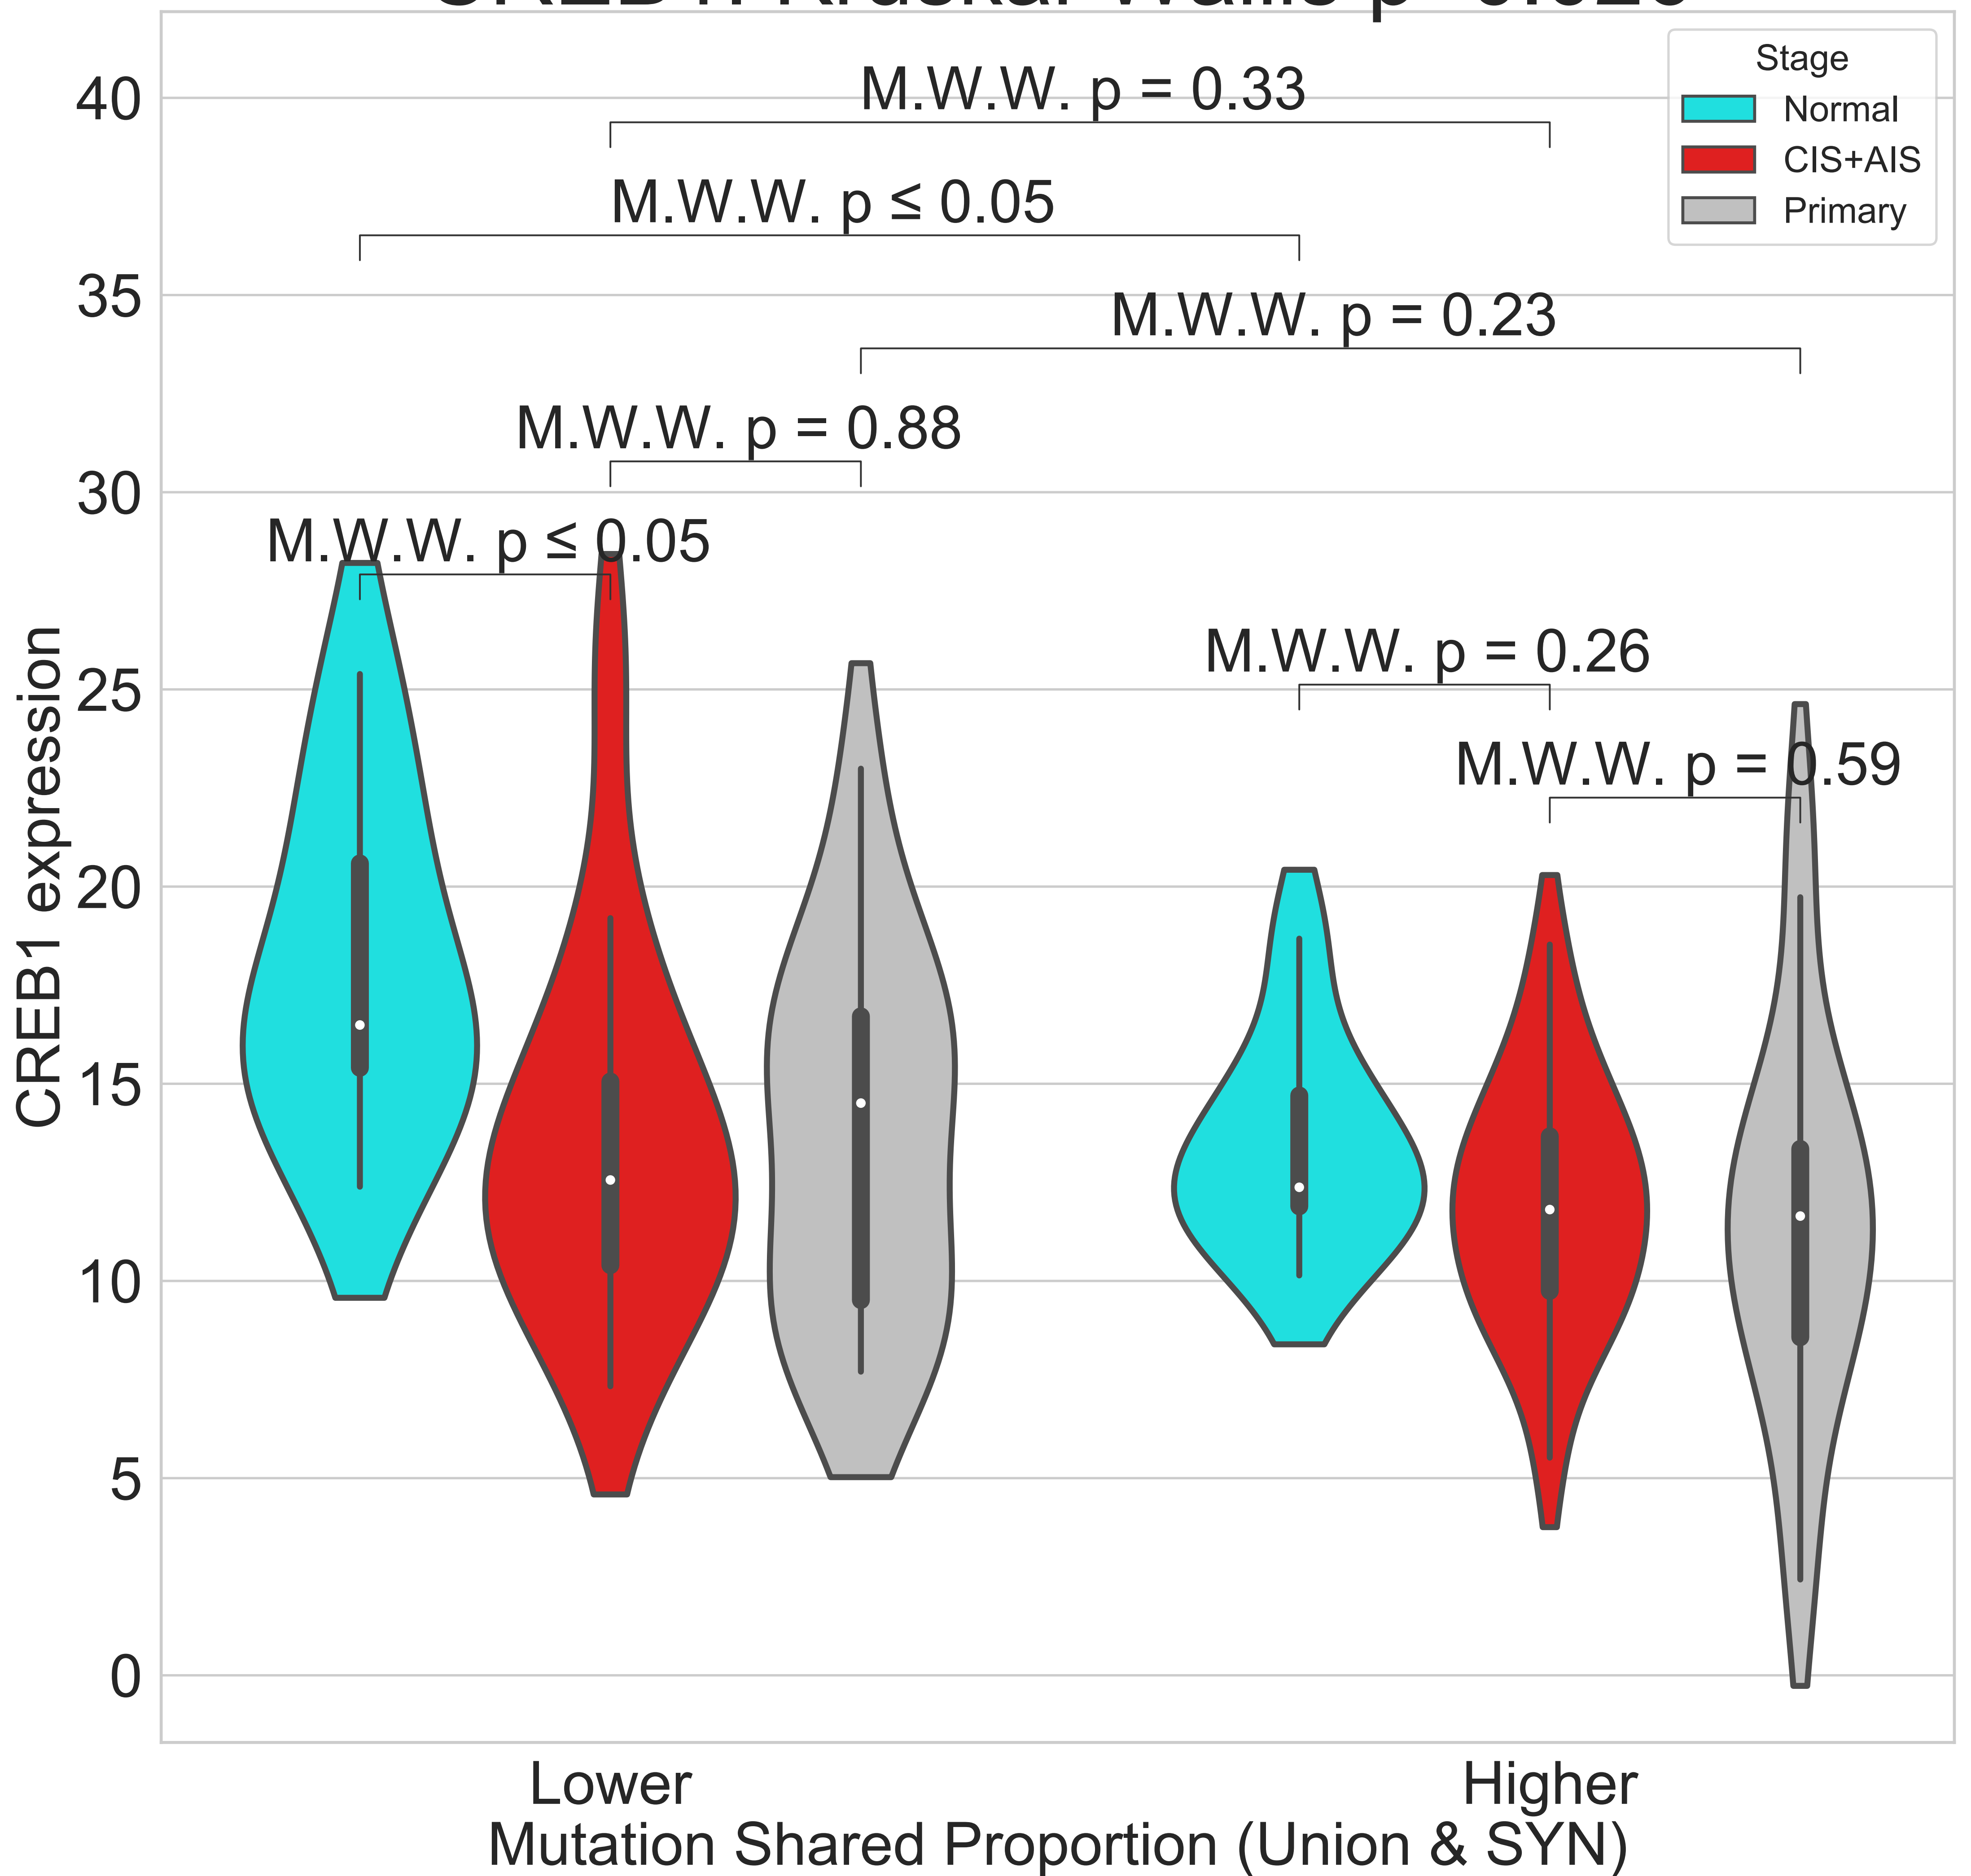 Stage
Normal
CIS+AIS
Primary
M.W.W. p = 0.33
M.W.W. p ≤ 0.05
M.W.W. p = 0.23
M.W.W. p = 0.88
M.W.W. p ≤ 0.05
M.W.W. p = 0.26
M.W.W. p = 0.59
40
35
30
25
20
15
10
5
0
CREB1 expression
Lower
Higher
Mutation Shared Proportion (Union & SYN)